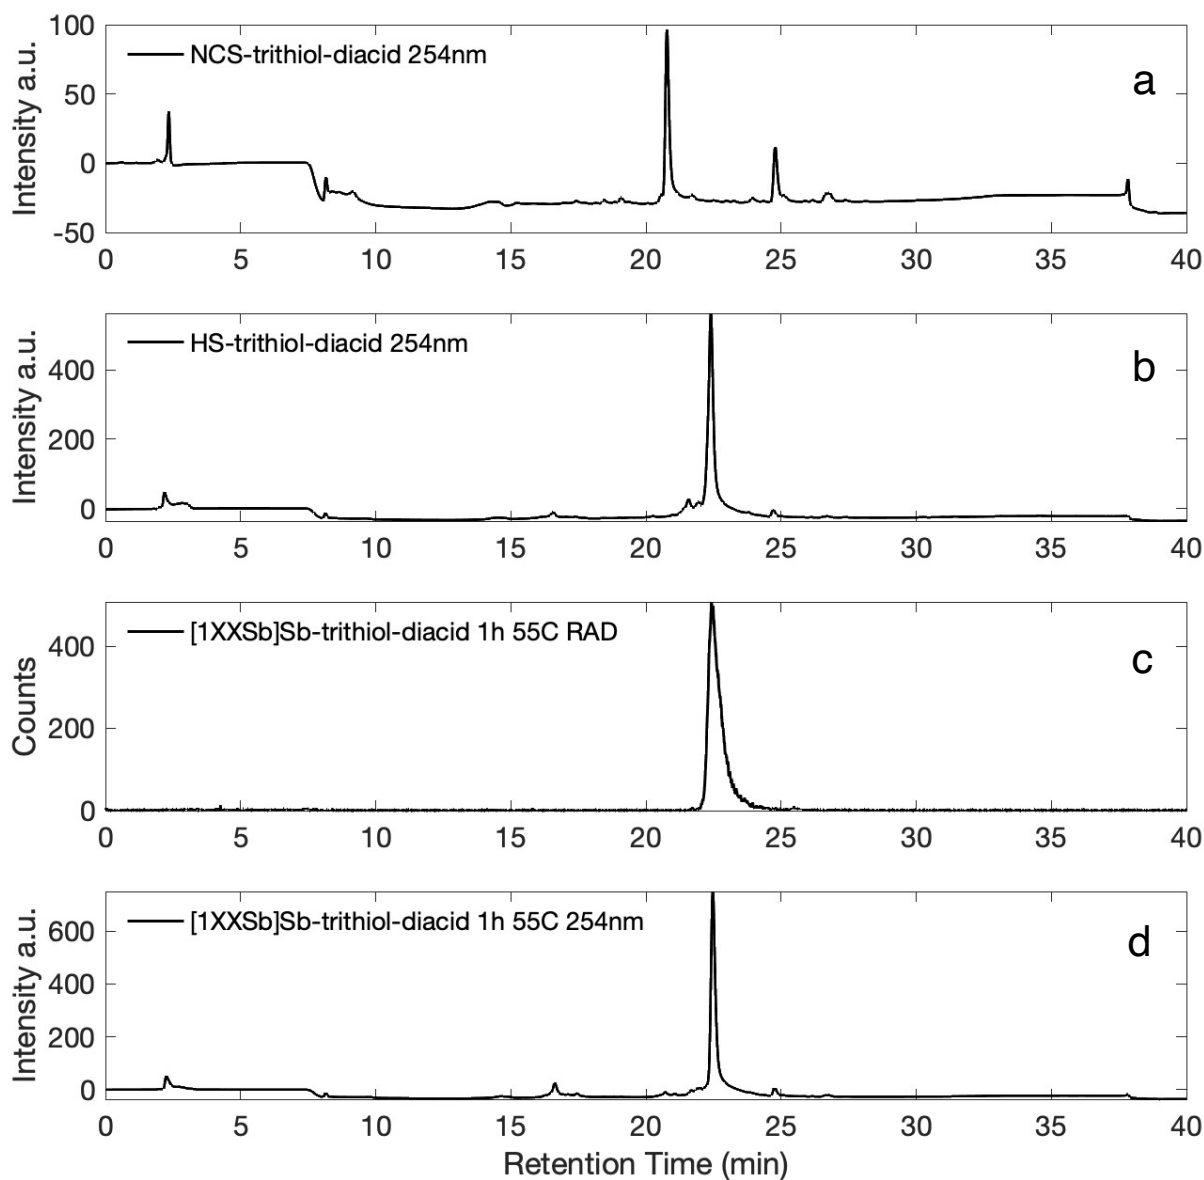 100
50
0
-50
Intensity a.u.
NCS-trithiol-diacid 254nm
a
0 5 10 15 20 25 30 35 40
400
200
0
Intensity a.u.
HS-trithiol-diacid 254nm
b
0 5 10 15 20 25 30 35 40
400
200
0
Counts
[1XXSb]Sb-trithiol-diacid 1h 55C RAD
c
0 5 10 15 20 25 30 35 40
600
400
200
0
Intensity a.u.
[1XXSb]Sb-trithiol-diacid 1h 55C 254nm
d
0 5 10 15 20 25 30 35 40
Retention Time (min)